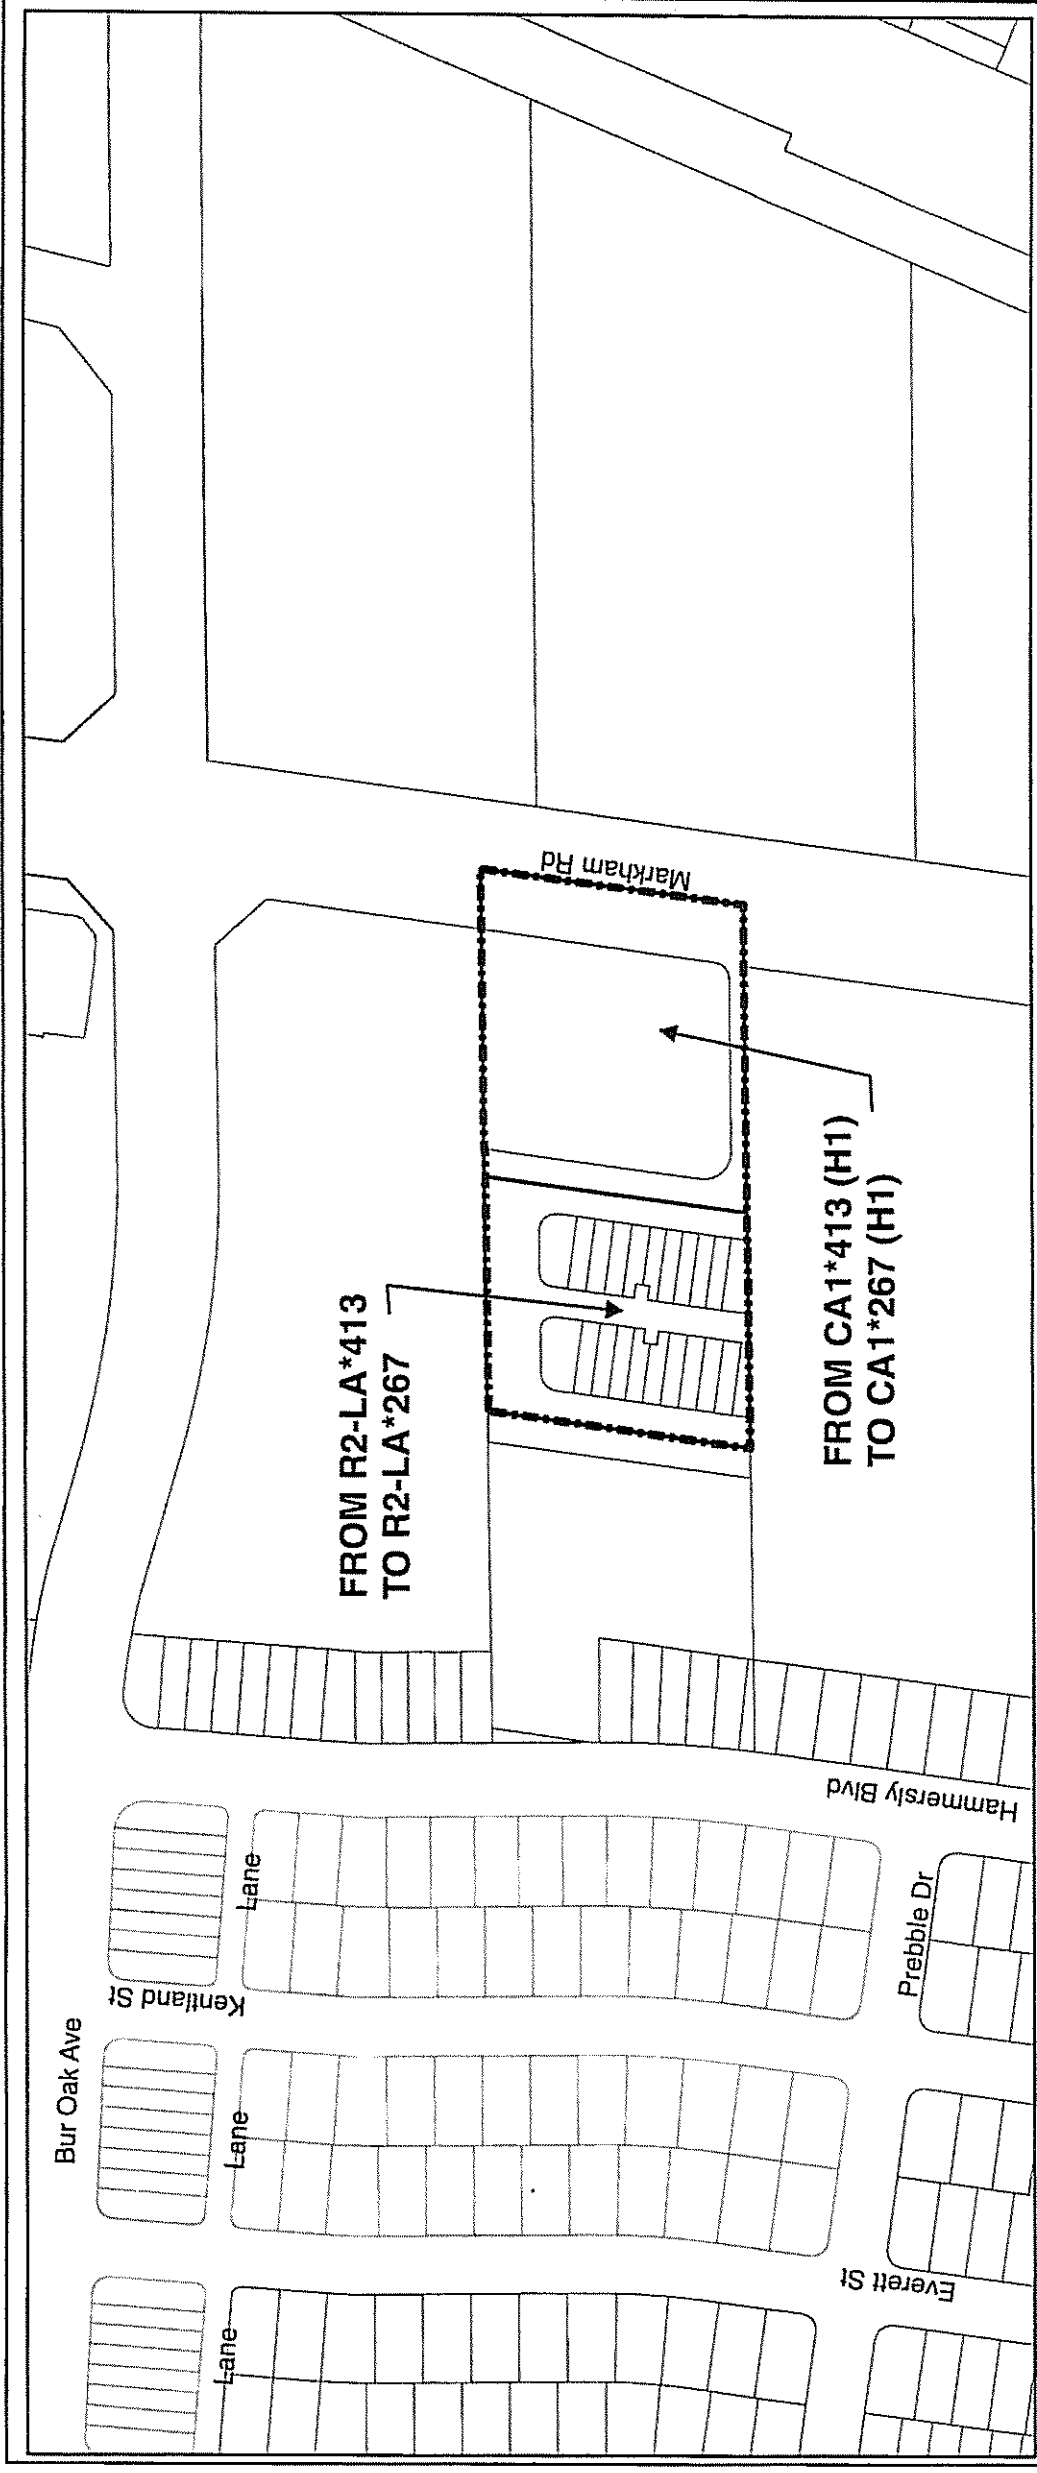 Bur Oak Ave
Kentland St
Lane
Lane
Lane
Everett St
Prebble Dr
Hammersly Blvd
Markham Rd
FROM R2-LA*413
TO R2-LA*267
FROM CA1*413 (H1)
TO CA1*267 (H1)